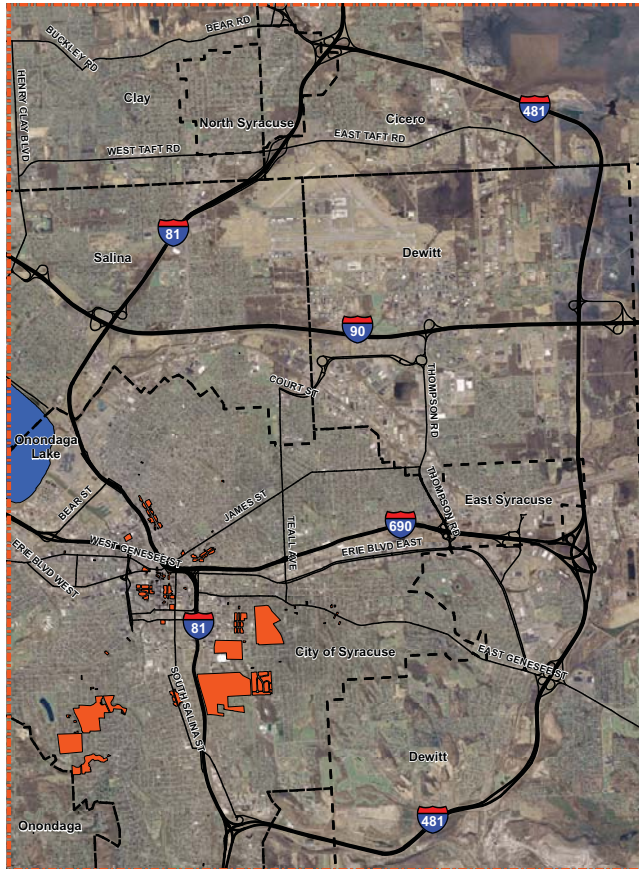 BEAR RD
BUCKLEY RD
HENRY CLAY BLVD
Clay
481
North Syracuse
Cicero
EAST TAFT RD
WEST TAFT RD
81
Salina
Dewitt
90
COURT ST
THOMPSON RD
Onondaga
Lake
BEAR ST
JAMES ST
TEALL AVE
THOMPSON RD
East Syracuse
690
WEST GENESEE ST
ERIE BLVD EAST
ERIE BLVD WEST
81
City of Syracuse
EAST GENESEE ST
SOUTH SALINA ST
Dewitt
Onondaga
481